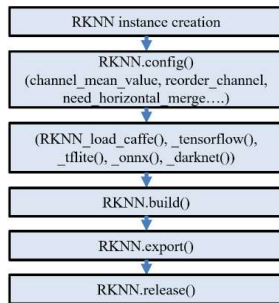 RKNN instance creation
RKNN.config()
(channel_mean_value, reorder_channel,
need_horizontal_merge….)
(RKNN_load_caffe(), _tensorflow(),
_tflite(), _onnx(), _darknet())
RKNN.build()
RKNN.export()
RKNN.release()